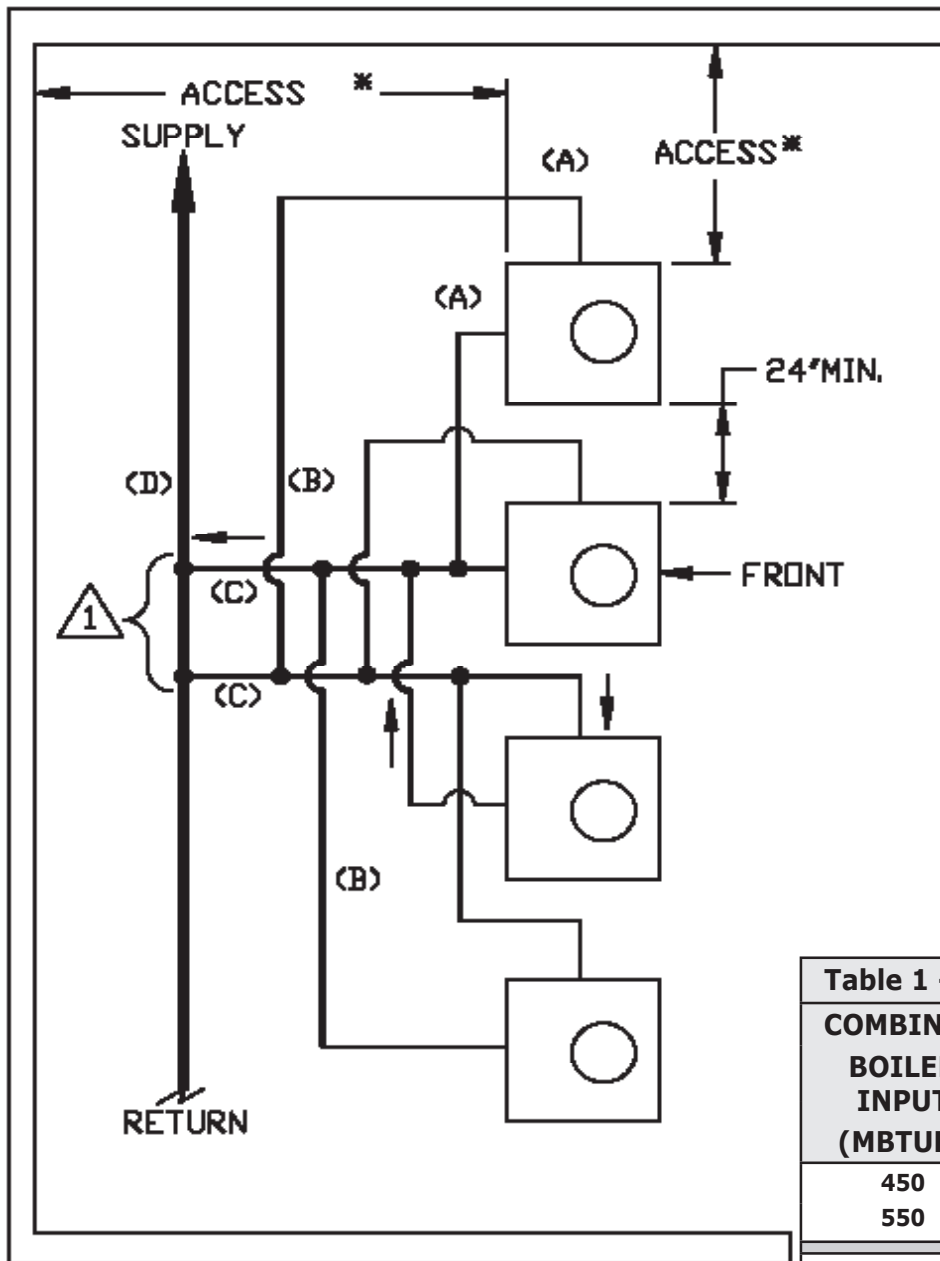 ACCESS *
SUPPLY
(A)
ACCESS*
(A)
24"MIN.
(D)
(B)
FRONT
(C)
1
(C)
(B)
RETURN
Table 1
COMBIN
BOILE
INPUT
(MBTU
450
550